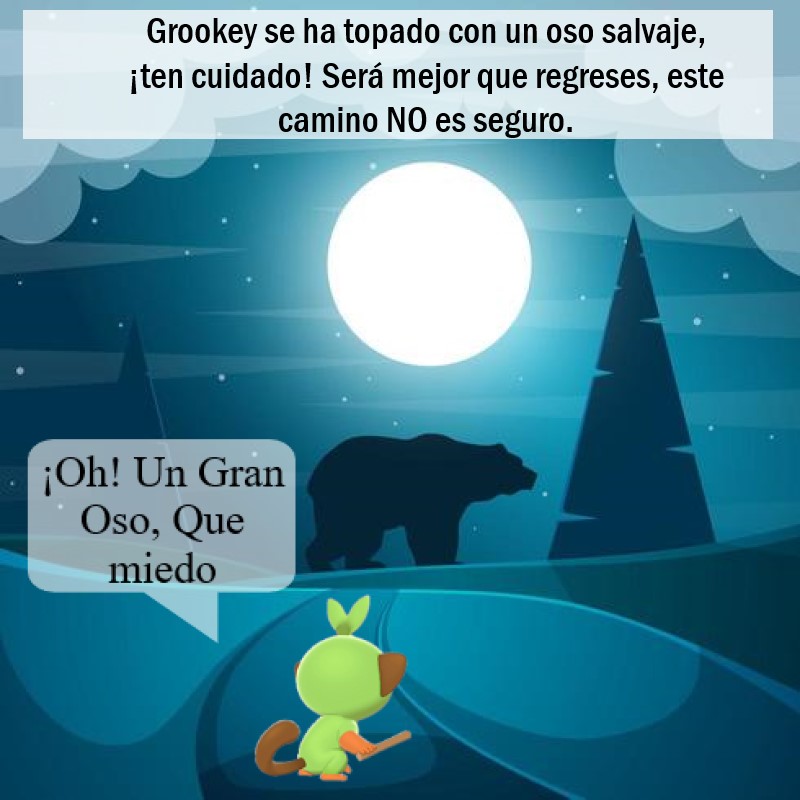 Grookey se ha topado con un oso salvaje,
¡ten cuidado! Será mejor que regreses, este
camino NO es seguro.
¡Oh! Un Gran
Oso, Que
miedo